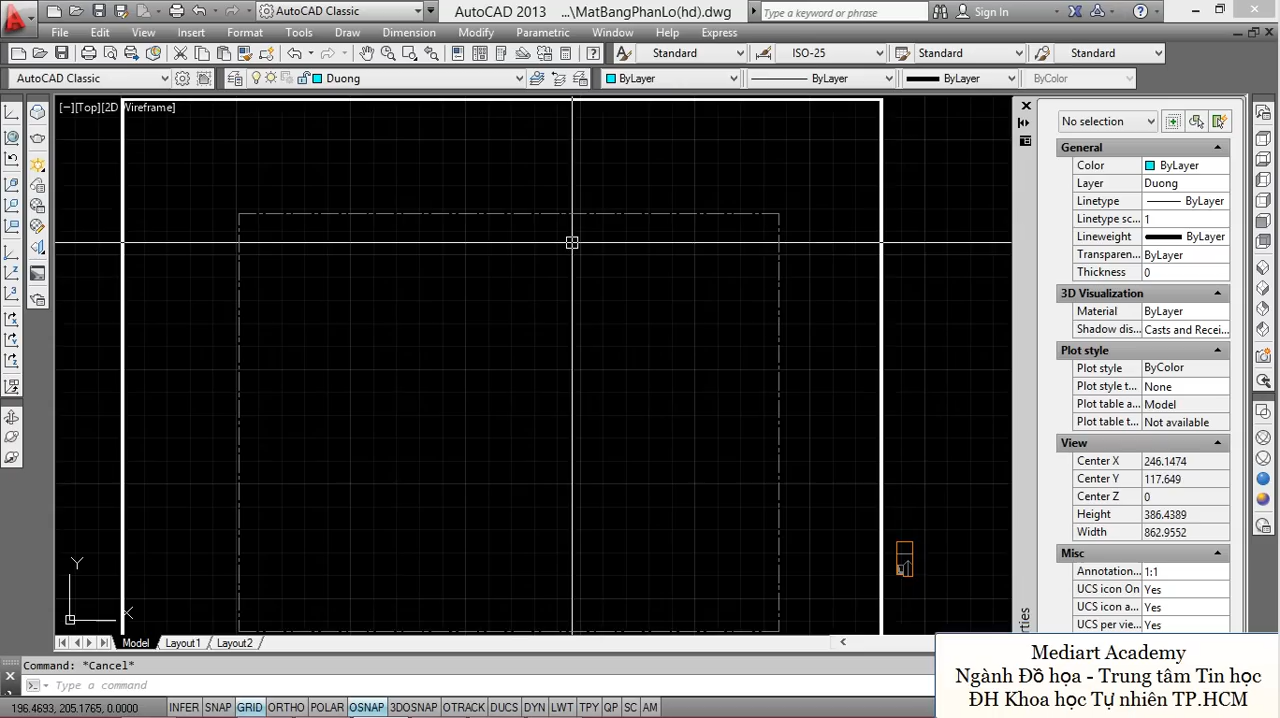 AutoCAD Classic
AutoCAD 2013
...\MatBangPhanLo(hd).dwg
Type a keyword or phrase
Sign In
File
Edit
View
Insert
Format
Tools
Draw
Dimension
Modify
Parametric
Window
Help
Express
Standard
ISO-25
Standard
Standard
AutoCAD Classic
Duong
ByLayer
ByLayer
ByLayer
ByColor
[−][Top][2D Wireframe]
No selection
General
Color ByLayer
Layer Duong
Linetype ByLayer
Linetype sc... 1
Lineweight ByLayer
Transparen... ByLayer
Thickness 0
3D Visualization
Material ByLayer
Shadow dis... Casts and Recei...
Plot style
Plot style ByColor
Plot style t... None
Plot table a... Model
Plot table t... Not available
View
Center X 246.1474
Center Y 117.649
Center Z 0
Height 386.4389
Width 862.9552
Misc
Annotation... 1:1
UCS icon On Yes
UCS icon a... Yes
UCS per vie... Yes
Y
X
Model
Layout1
Layout2
Command: *Cancel*
Type a command
196.4693, 205.1765, 0.0000
INFER SNAP GRID ORTHO POLAR OSNAP 3DOSNAP OTRACK DUCS DYN LWT TPY QP SC AM
Mediart Academy
Ngành Đồ họa - Trung tâm Tin học
ĐH Khoa học Tự nhiên TP.HCM